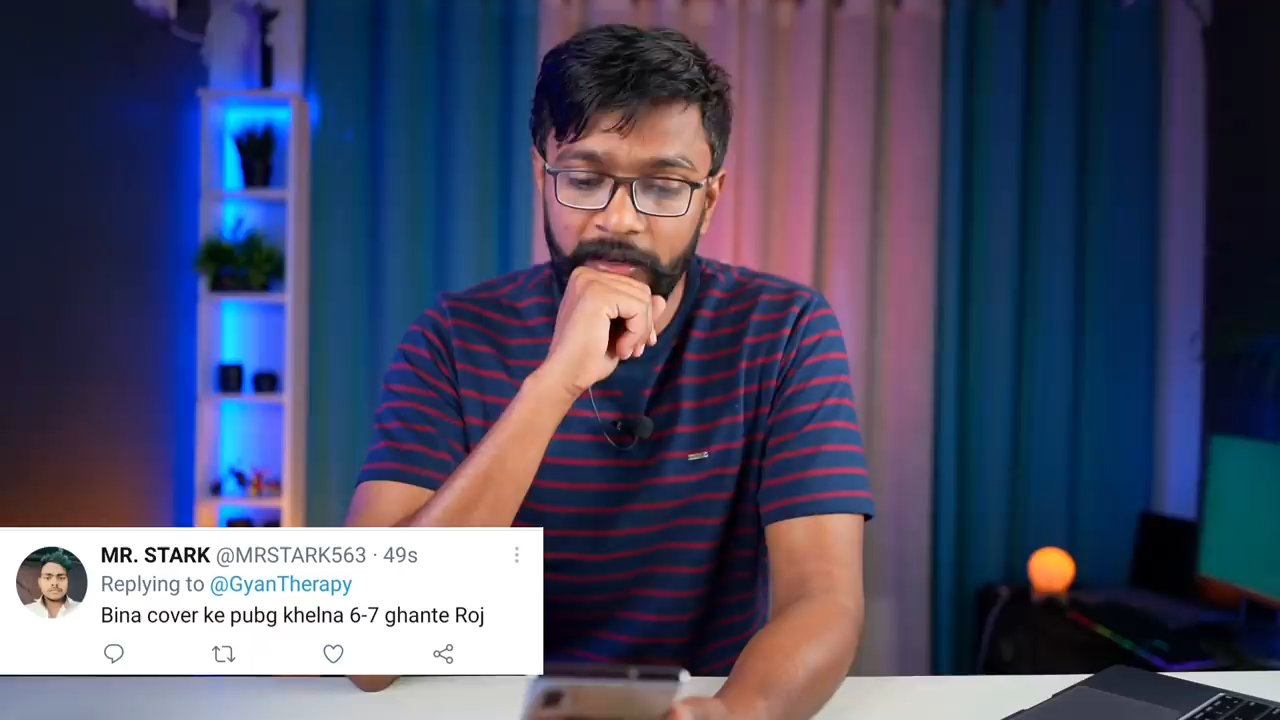 MR. STARK @MRSTARK563 · 49s
Replying to @GyanTherapy
Bina cover ke pubg khelna 6-7 ghante Roj